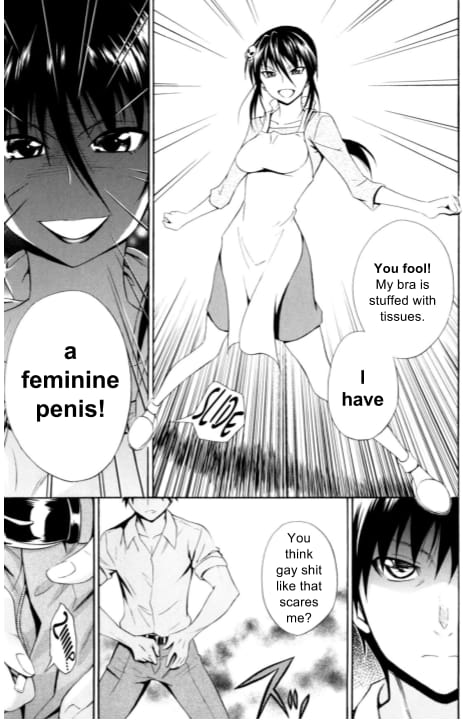 You fool!
My bra is
stuffed with
tissues.
I
have
a
feminine
penis!
SLIDE
You
think
gay shit
like that
scares
me?